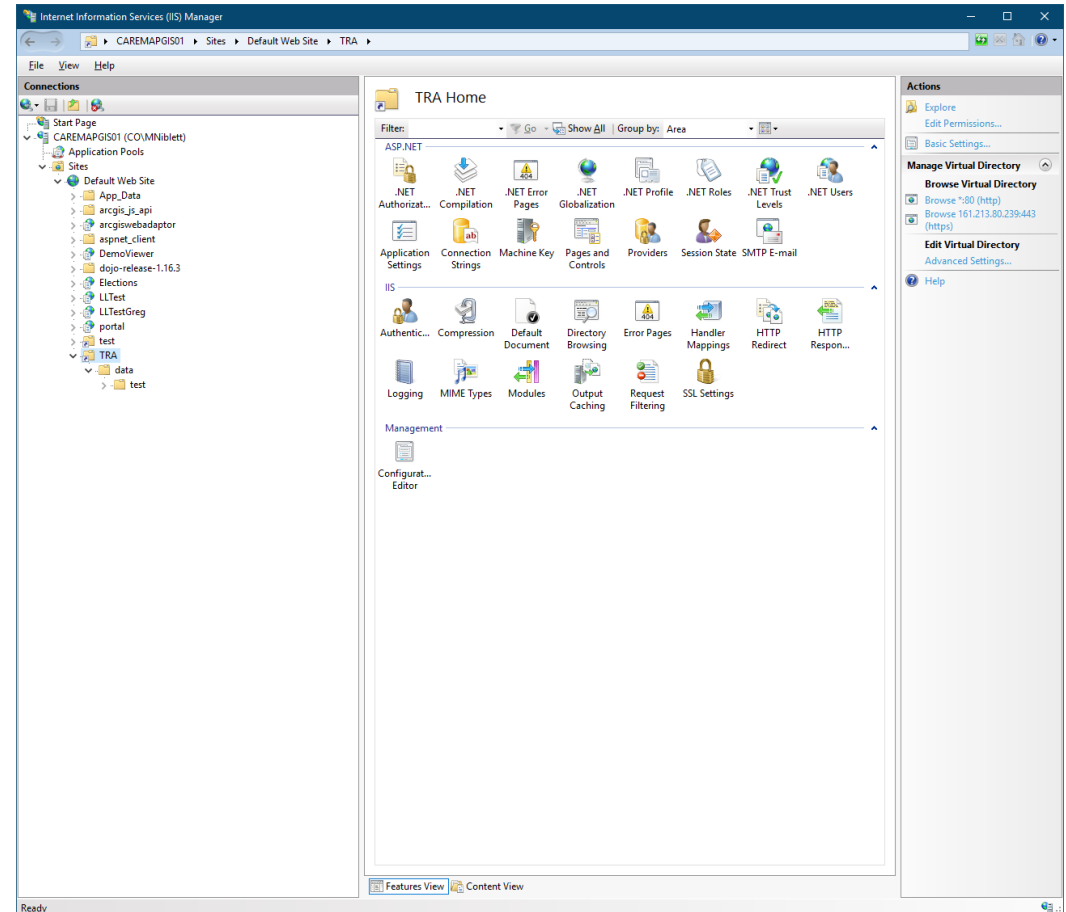 Internet Information Services (IIS) Manager
CAREMAPGIS01 Sites Default Web Site TRA
File View Help
Connections
Start Page
CAREMAPGIS01 (CO\MNiblett)
Application Pools
Sites
Default Web Site
App_Data
arcgis_js_api
arcgiswebadaptor
aspnet_client
DemoViewer
dojo-release-1.16.3
Elections
LLTest
LLTestGreg
portal
test
TRA
data
test
TRA Home
Filter: Go Show All Group by: Area
ASP.NET
.NET .NET .NET Error .NET .NET Profile .NET Roles .NET Trust .NET Users
Authorizat... Compilation Pages Globalization Levels
404
ab
Application Connection Machine Key Pages and Providers Session State SMTP E-mail
Settings Strings Controls
IIS
404
Authentic... Compression Default Directory Error Pages Handler HTTP HTTP
Document Browsing Mappings Redirect Respon...
Logging MIME Types Modules Output Request SSL Settings
Caching Filtering
Management
Configurat...
Editor
Features View Content View
Actions
Explore
Edit Permissions...
Basic Settings...
Manage Virtual Directory
Browse Virtual Directory
Browse *:80 (http)
Browse 161.213.80.239:443
(https)
Edit Virtual Directory
Advanced Settings...
Help
Ready